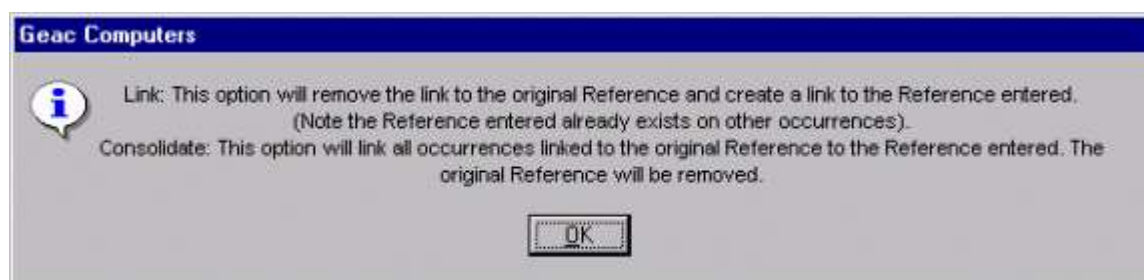 Geac Computers
Link: This option will remove the link to the original Reference and create a link to the Reference entered.
(Note the Reference entered already exists on other occurrences).
Consolidate: This option will link all occurrences linked to the original Reference to the Reference entered. The
original Reference will be removed.
OK